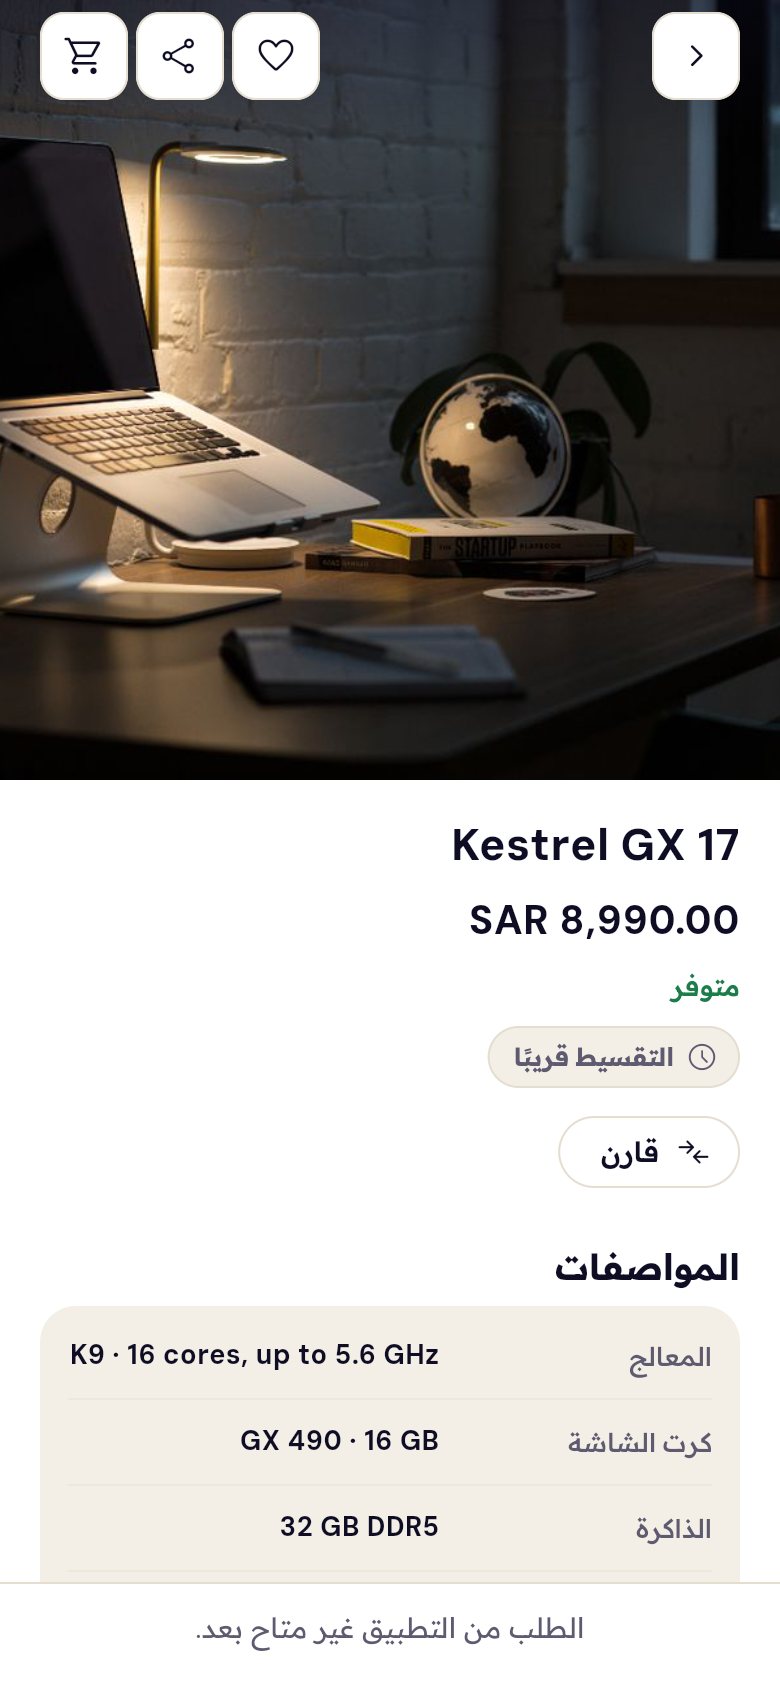 STARTUP
Kestrel GX 17
SAR 8,990.00
متوفر
التقسيط قريبًا
قارن
المواصفات
المعالج K9 · 16 cores, up to 5.6 GHz
كرت الشاشة GX 490 · 16 GB
الذاكرة 32 GB DDR5
الطلب من التطبيق غير متاح بعد.